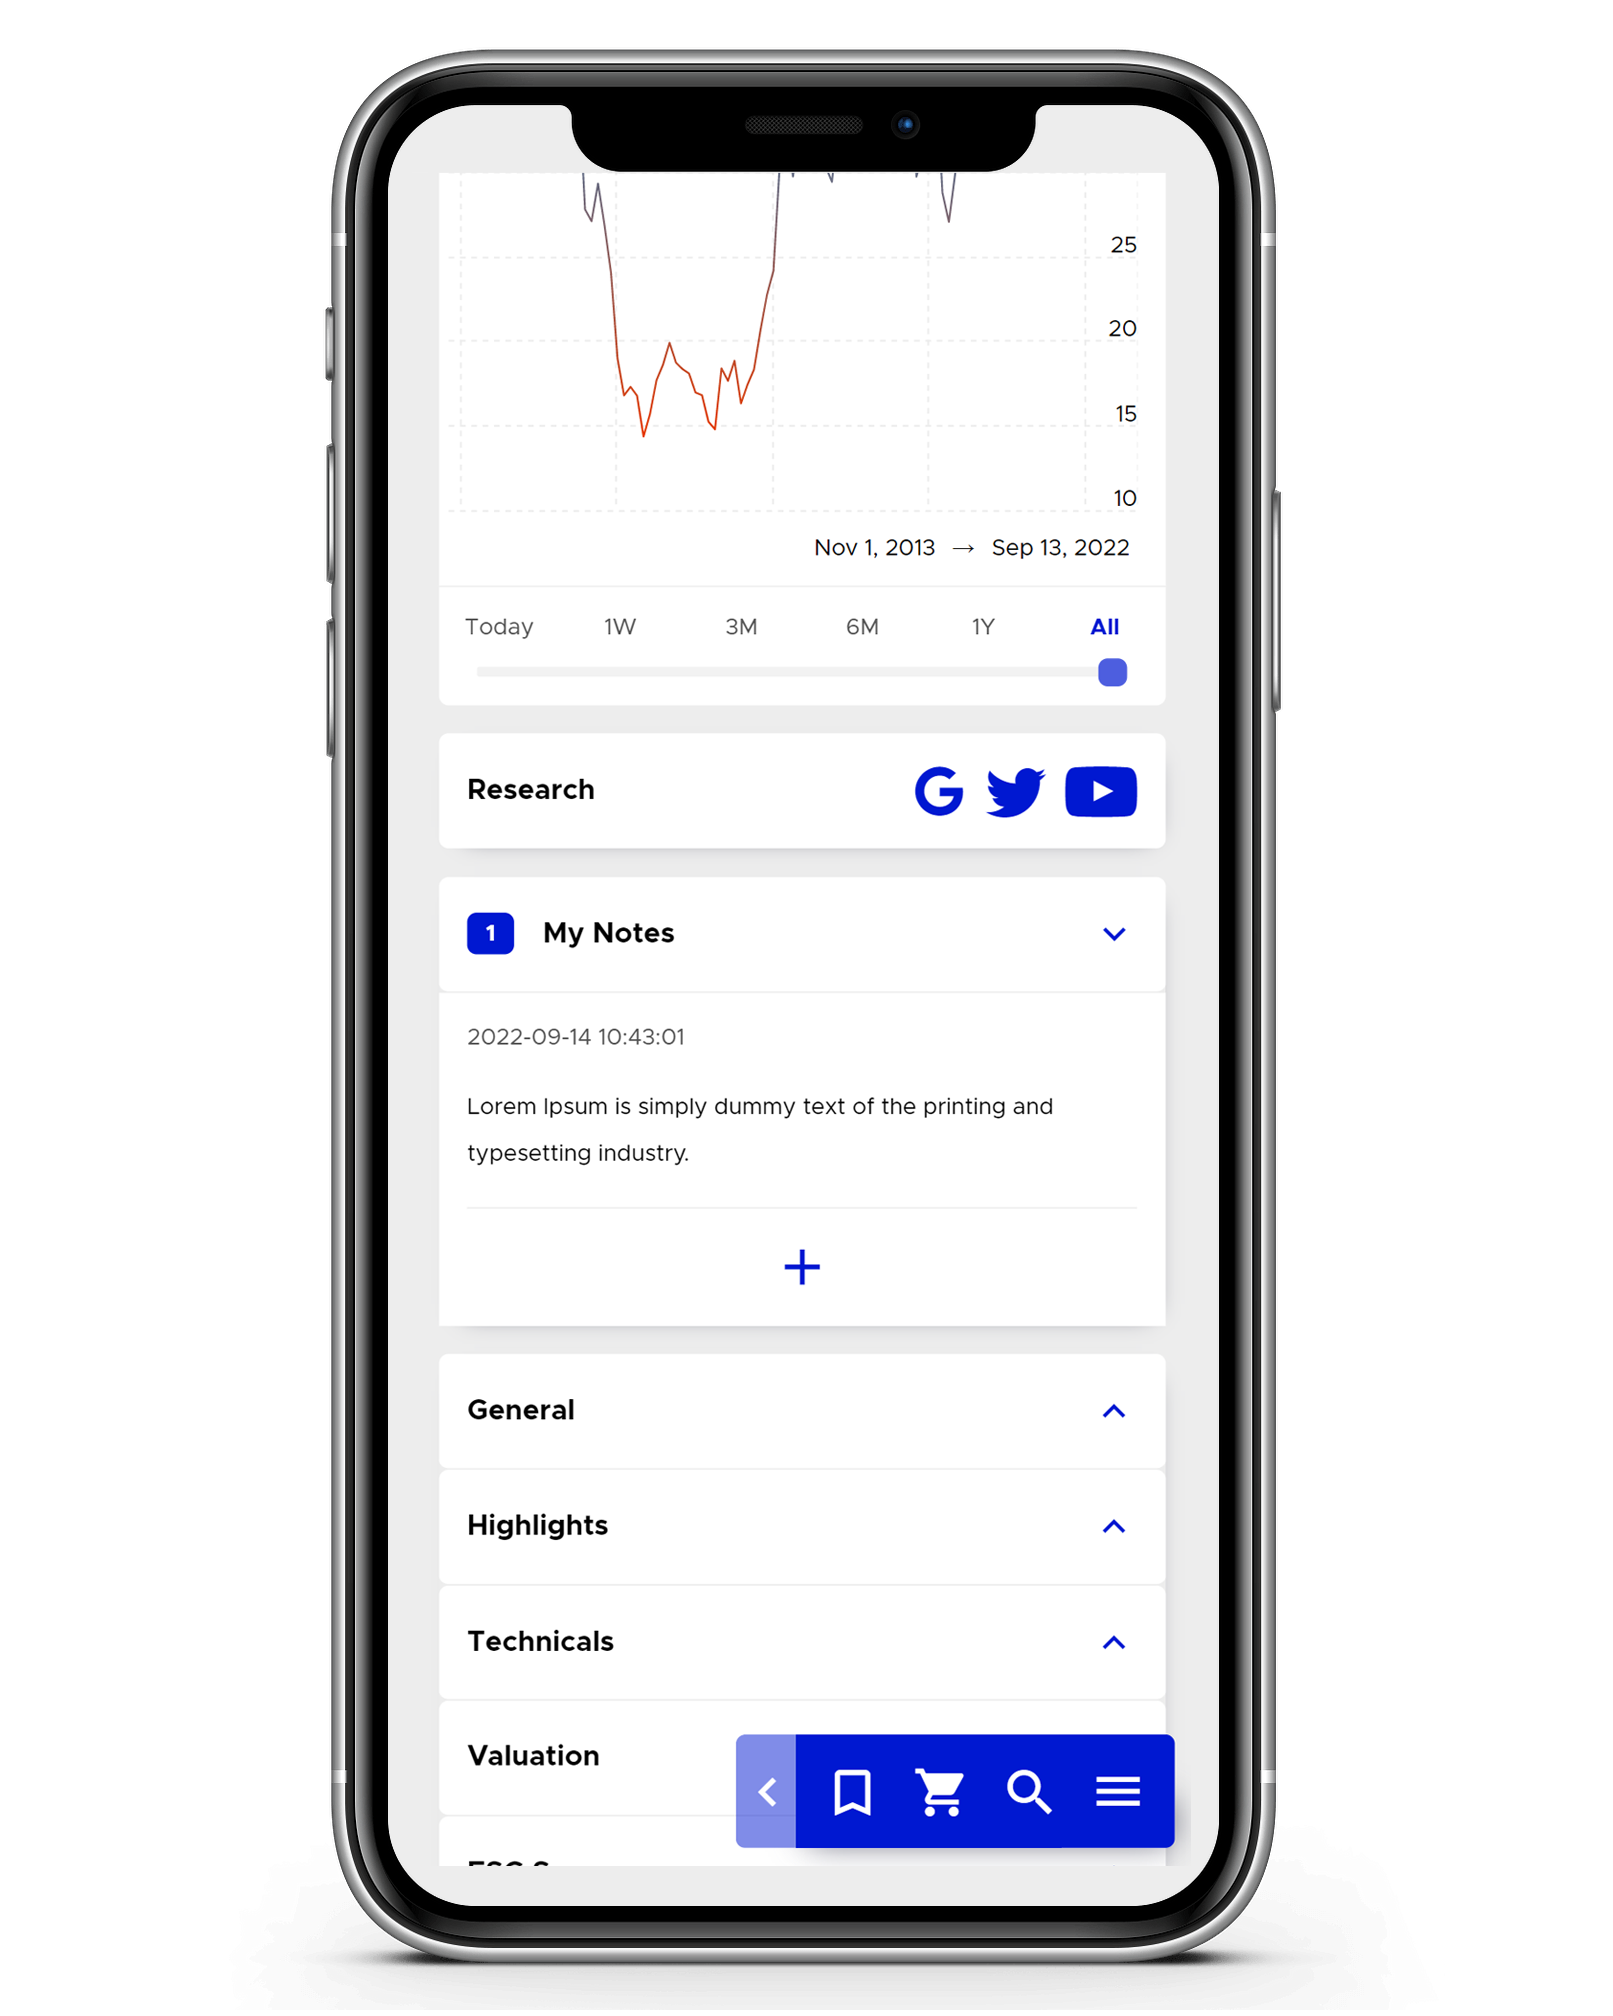 25
20
15
10
Nov 1, 2013 → Sep 13, 2022
Today 1W 3M 6M 1Y All
Research
1 My Notes
2022-09-14 10:43:01
Lorem Ipsum is simply dummy text of the printing and
typesetting industry.
General
Highlights
Technicals
Valuation